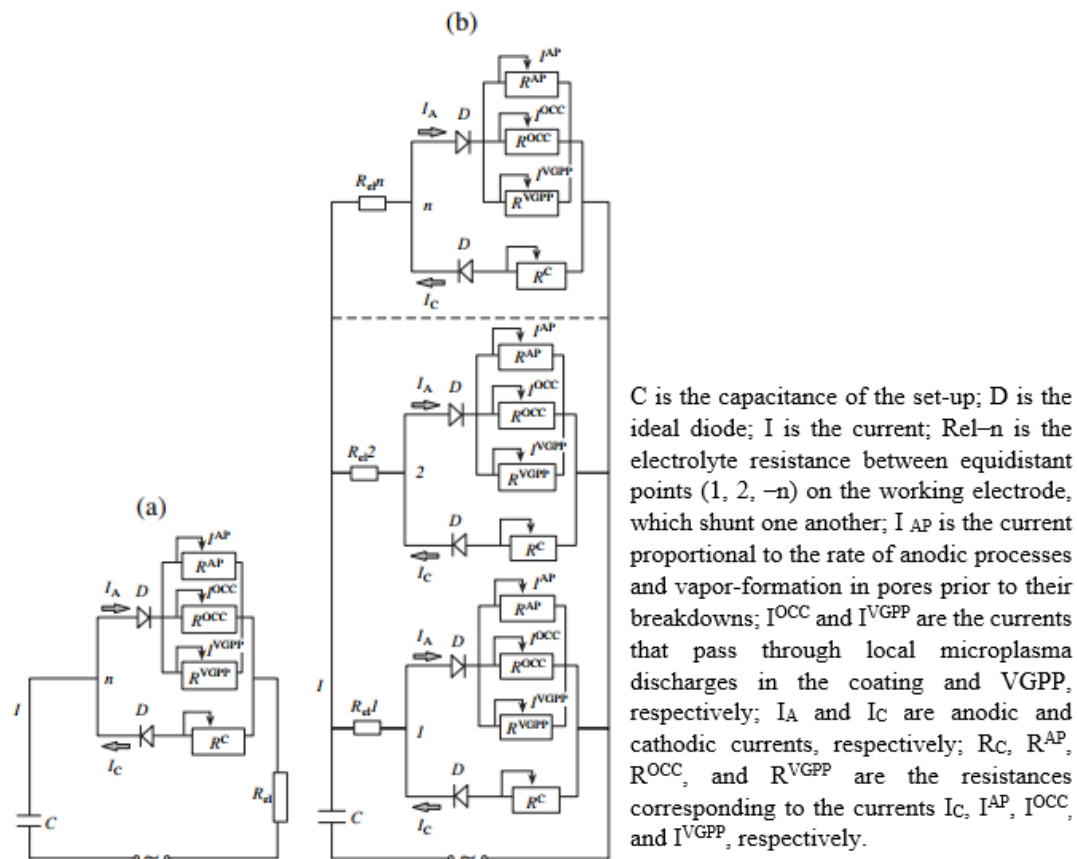 (b)
I^AP
R^AP
I_A D I^OCC
R^OCC
I^VGPP
R_el n
n R^VGPP
D
R^C
I_C
I^AP
R^AP
I_A D I^OCC
R^OCC
I^VGPP
R_el 2
2 R^VGPP
D
R^C
I_C
I^AP
R^AP
I_A D I^OCC
R^OCC
I^VGPP
I R_el 1
1 R^VGPP
D
R^C
I_C
C
≈
(a)
I^AP
R^AP
I_A D I^OCC
R^OCC
I^VGPP
n R^VGPP
I D
R^C
I_C
R_el
C
≈
C is the capacitance of the set-up; D is the
ideal diode; I is the current; Rel–n is the
electrolyte resistance between equidistant
points (1, 2, –n) on the working electrode,
which shunt one another; I AP is the current
proportional to the rate of anodic processes
and vapor-formation in pores prior to their
breakdowns; I^OCC and I^VGPP are the currents
that pass through local microplasma
discharges in the coating and VGPP,
respectively; I_A and I_C are anodic and
cathodic currents, respectively; R_C, R^AP,
R^OCC, and R^VGPP are the resistances
corresponding to the currents I_C, I^AP, I^OCC,
and I^VGPP, respectively.